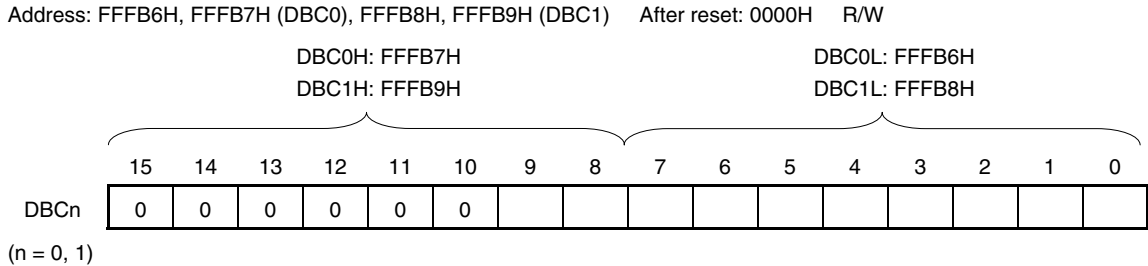 Address: FFFB6H, FFFB7H (DBC0), FFFB8H, FFFB9H (DBC1) After reset: 0000H R/W
DBC0H: FFFB7H DBC0L: FFFB6H
DBC1H: FFFB9H DBC1L: FFFB8H
15 14 13 12 11 10 9 8 7 6 5 4 3 2 1 0
DBCn 0 0 0 0 0 0
(n = 0, 1)